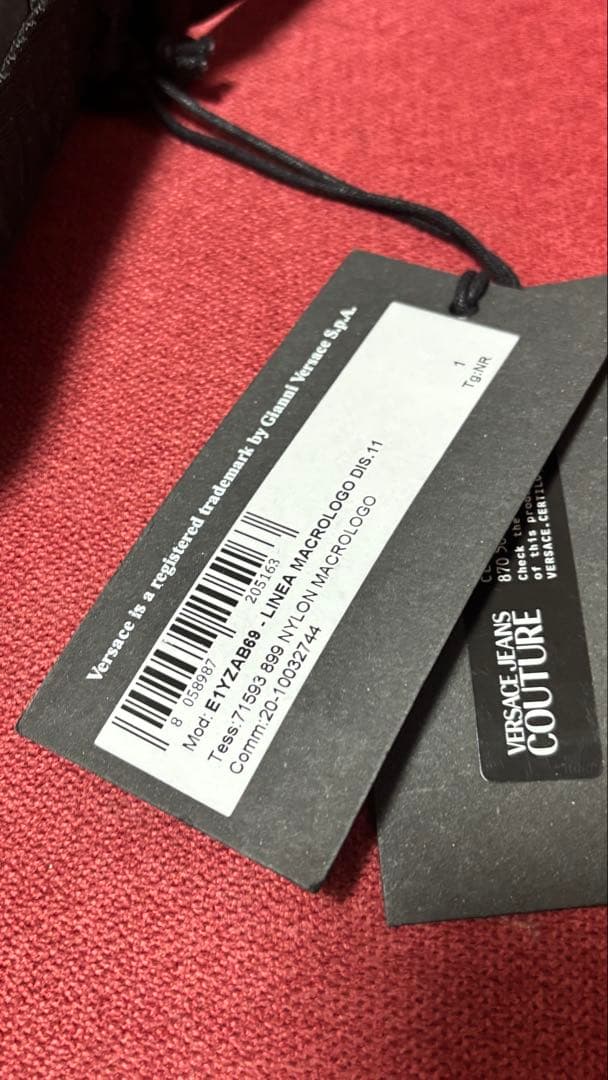 Versace is a registered trademark by Gianni Versace S.p.A.
1
Tg:NR
8 058987 205163
Mod: E1YZAB69 - LINEA MACROLOGO DIS.11
Tess:71593 899 NYLON MACROLOGO
Comm:20-10032744
870
Check the
of this
VERSACE.CERTILO
VERSACE JEANS
COUTURE